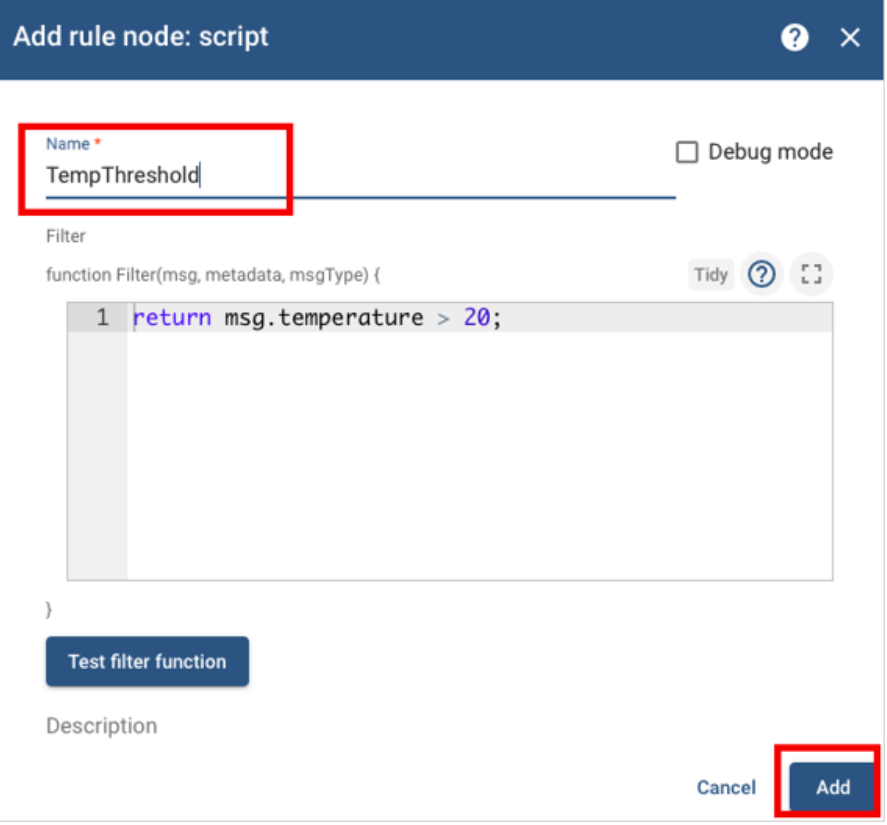 Add rule node: script
Name *
TempThreshold
Debug mode
Filter
function Filter(msg, metadata, msgType) {
Tidy
1 return msg.temperature > 20;
}
Test filter function
Description
Cancel
Add